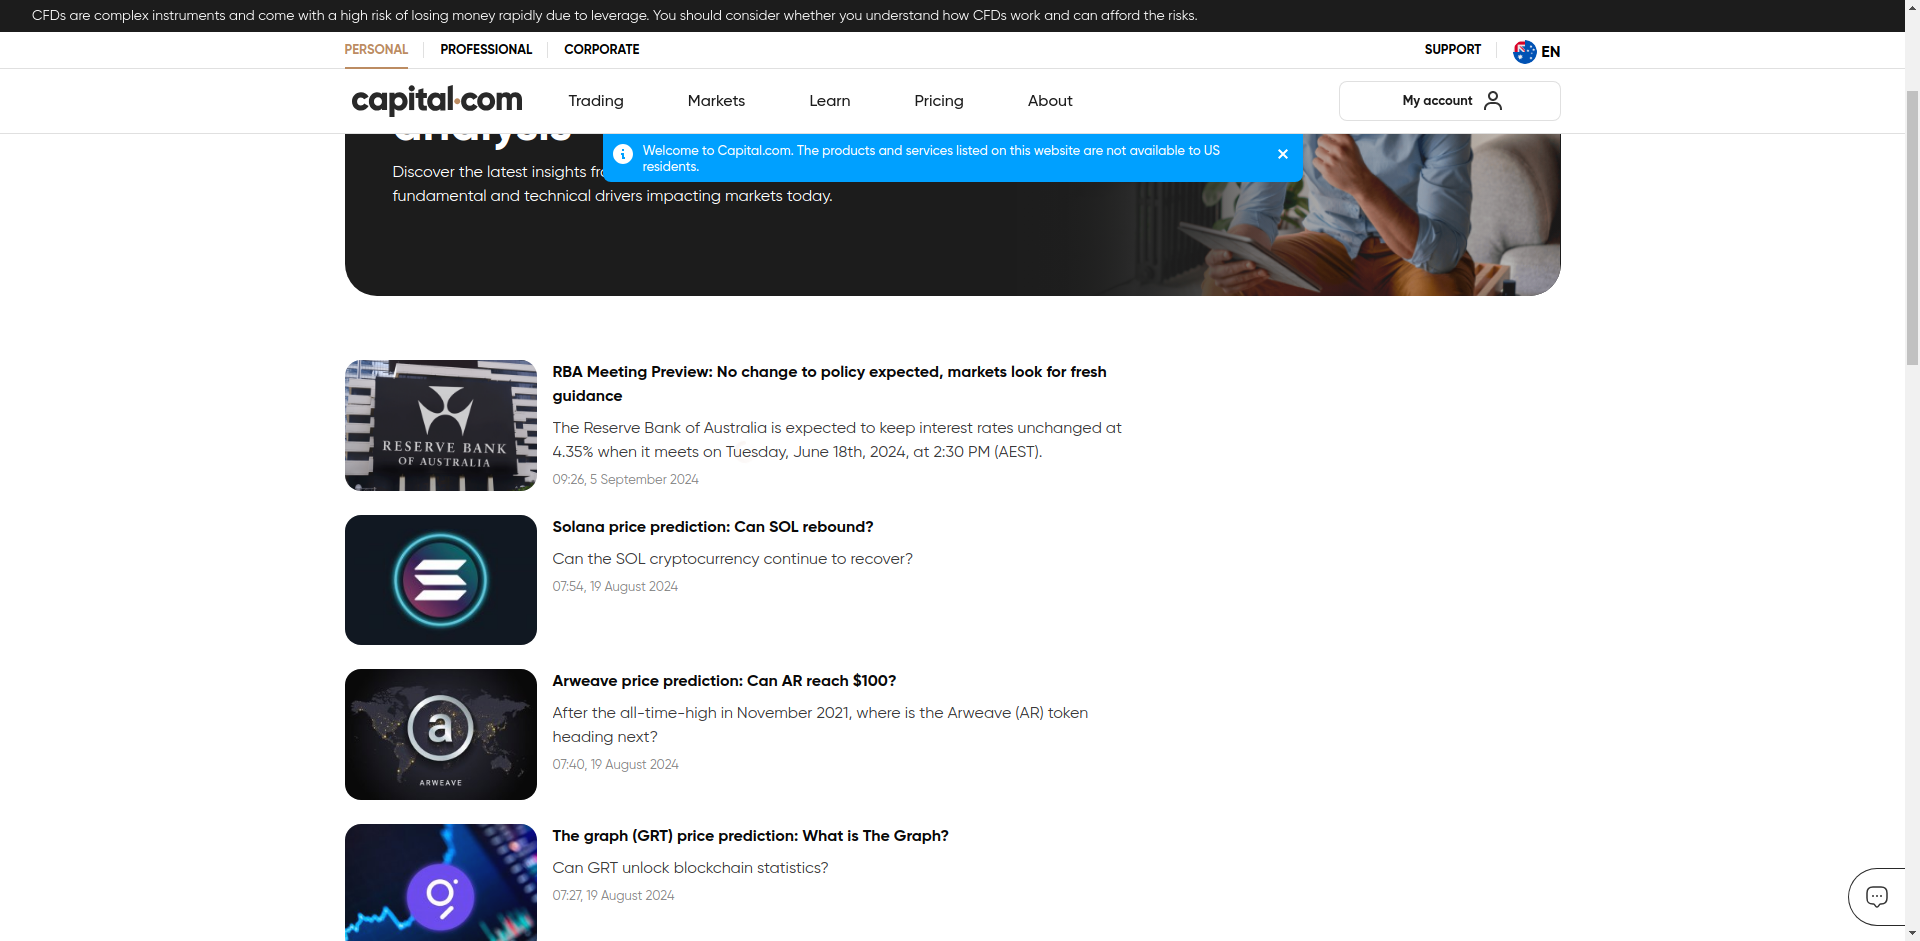 CFDs are complex instruments and come with a high risk of losing money rapidly due to leverage. You should consider whether you understand how CFDs work and can afford the risks.
PERSONAL
PROFESSIONAL
CORPORATE
SUPPORT
EN
capital.com
Trading
Markets
Learn
Pricing
About
My account
analysis
Welcome to Capital.com. The products and services listed on this website are not available to US
residents.
Discover the latest insights
fundamental and technical drivers impacting markets today.
RESERVE BANK
OF AUSTRALIA
RBA Meeting Preview: No change to policy expected, markets look for fresh
guidance
The Reserve Bank of Australia is expected to keep interest rates unchanged at
4.35% when it meets on Tuesday, June 18th, 2024, at 2:30 PM (AEST).
09:26, 5 September 2024
Solana price prediction: Can SOL rebound?
Can the SOL cryptocurrency continue to recover?
07:54, 19 August 2024
a
ARWEAVE
Arweave price prediction: Can AR reach $100?
After the all-time-high in November 2021, where is the Arweave (AR) token
heading next?
07:40, 19 August 2024
The graph (GRT) price prediction: What is The Graph?
Can GRT unlock blockchain statistics?
07:27, 19 August 2024